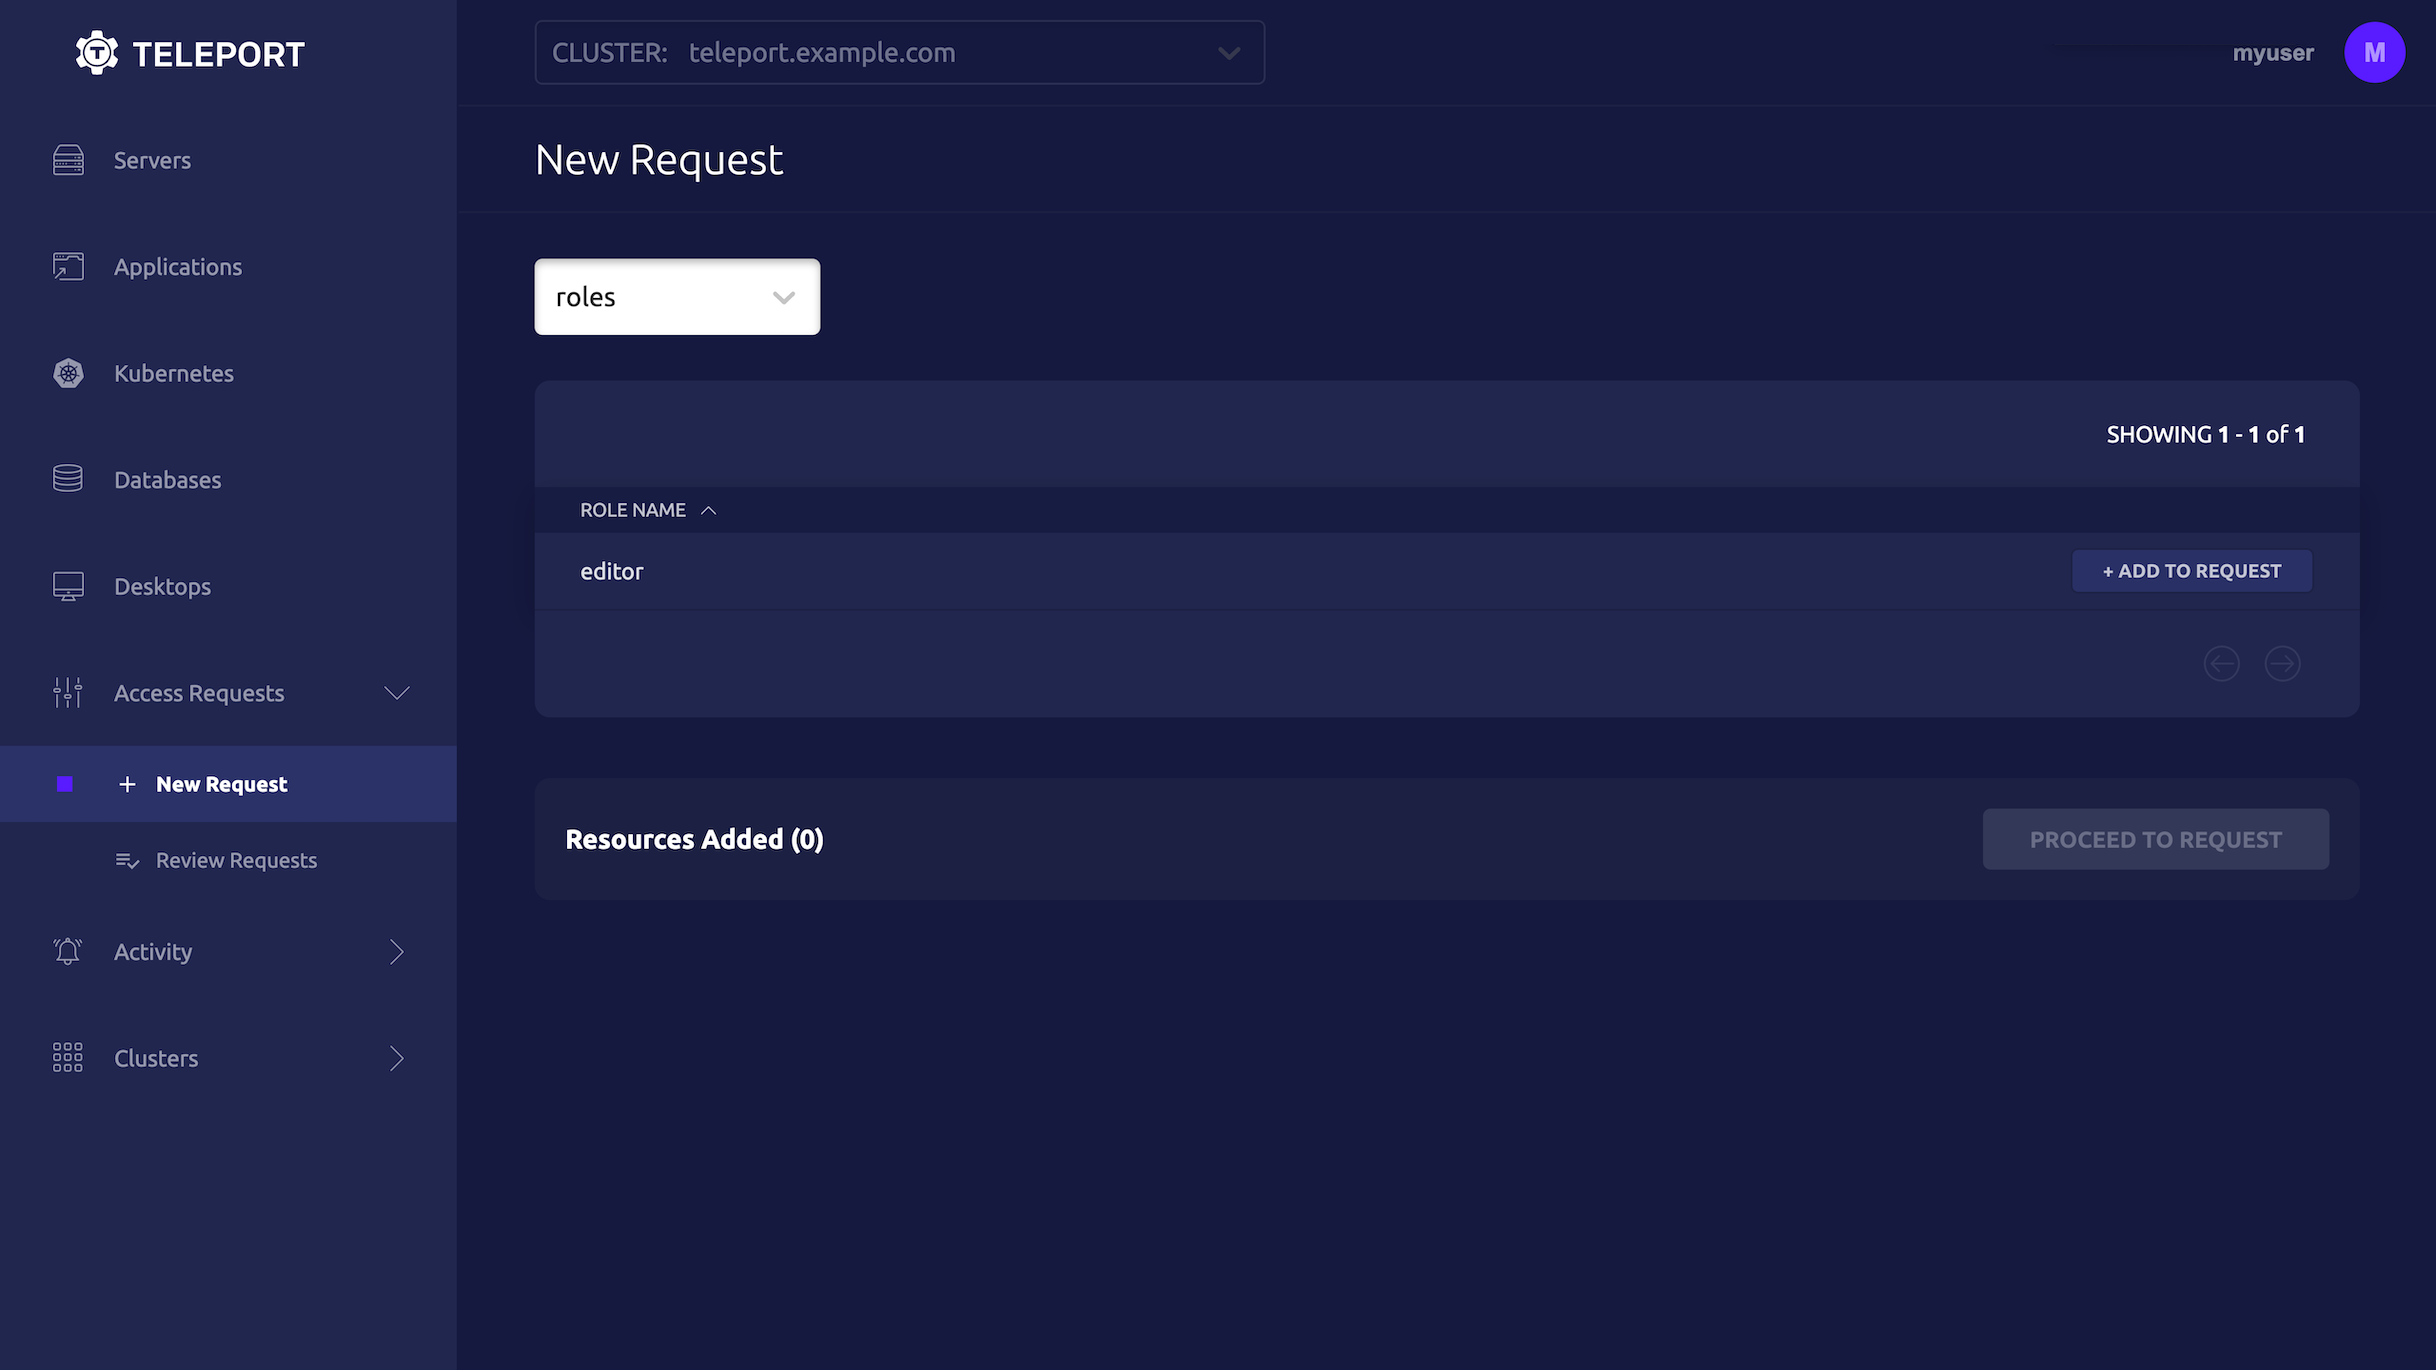 TELEPORT
Servers
Applications
Kubernetes
Databases
Desktops
Access Requests
New Request
Review Requests
Activity
Clusters
CLUSTER: teleport.example.com
myuser M
New Request
roles
SHOWING 1 - 1 of 1
ROLE NAME
editor + ADD TO REQUEST
Resources Added (0) PROCEED TO REQUEST